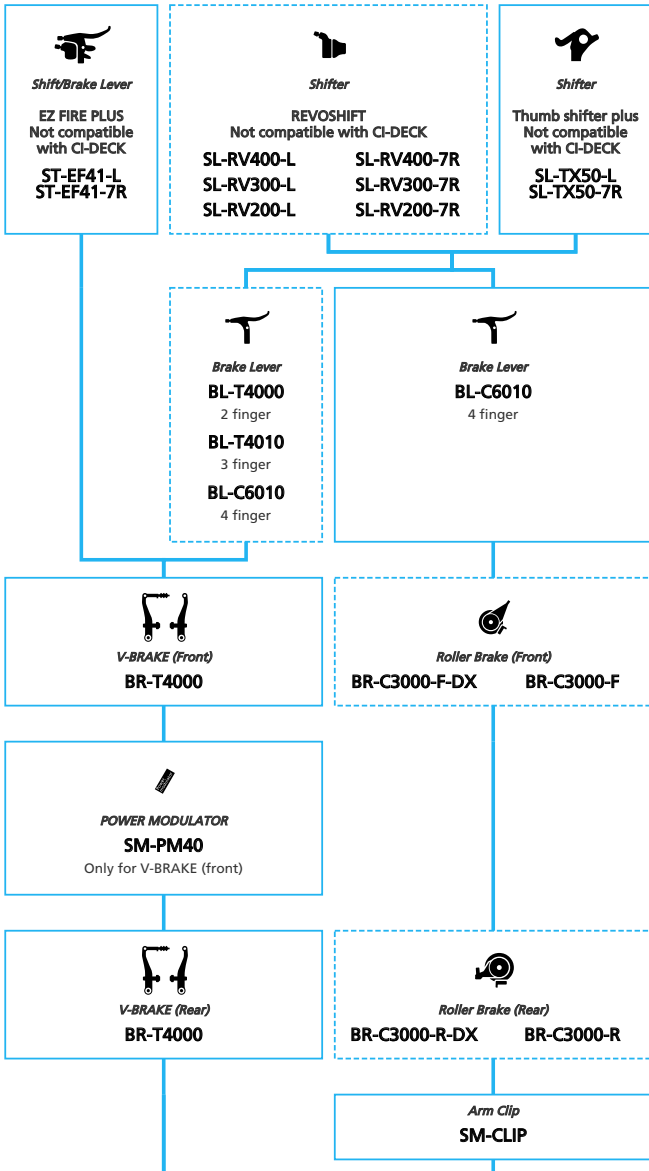 Shift/Brake Lever
EZ FIRE PLUS
Not compatible
with CI-DECK
ST-EF41-L
ST-EF41-7R
Shifter
REVOSHIFT
Not compatible with CI-DECK
SL-RV400-L SL-RV400-7R
SL-RV300-L SL-RV300-7R
SL-RV200-L SL-RV200-7R
Shifter
Thumb shifter plus
Not compatible
with CI-DECK
SL-TX50-L
SL-TX50-7R
Brake Lever
BL-T4000
2 finger
BL-T4010
3 finger
BL-C6010
4 finger
Brake Lever
BL-C6010
4 finger
V-BRAKE (Front)
BR-T4000
Roller Brake (Front)
BR-C3000-F-DX BR-C3000-F
POWER MODULATOR
SM-PM40
Only for V-BRAKE (front)
V-BRAKE (Rear)
BR-T4000
Roller Brake (Rear)
BR-C3000-R-DX BR-C3000-R
Arm Clip
SM-CLIP